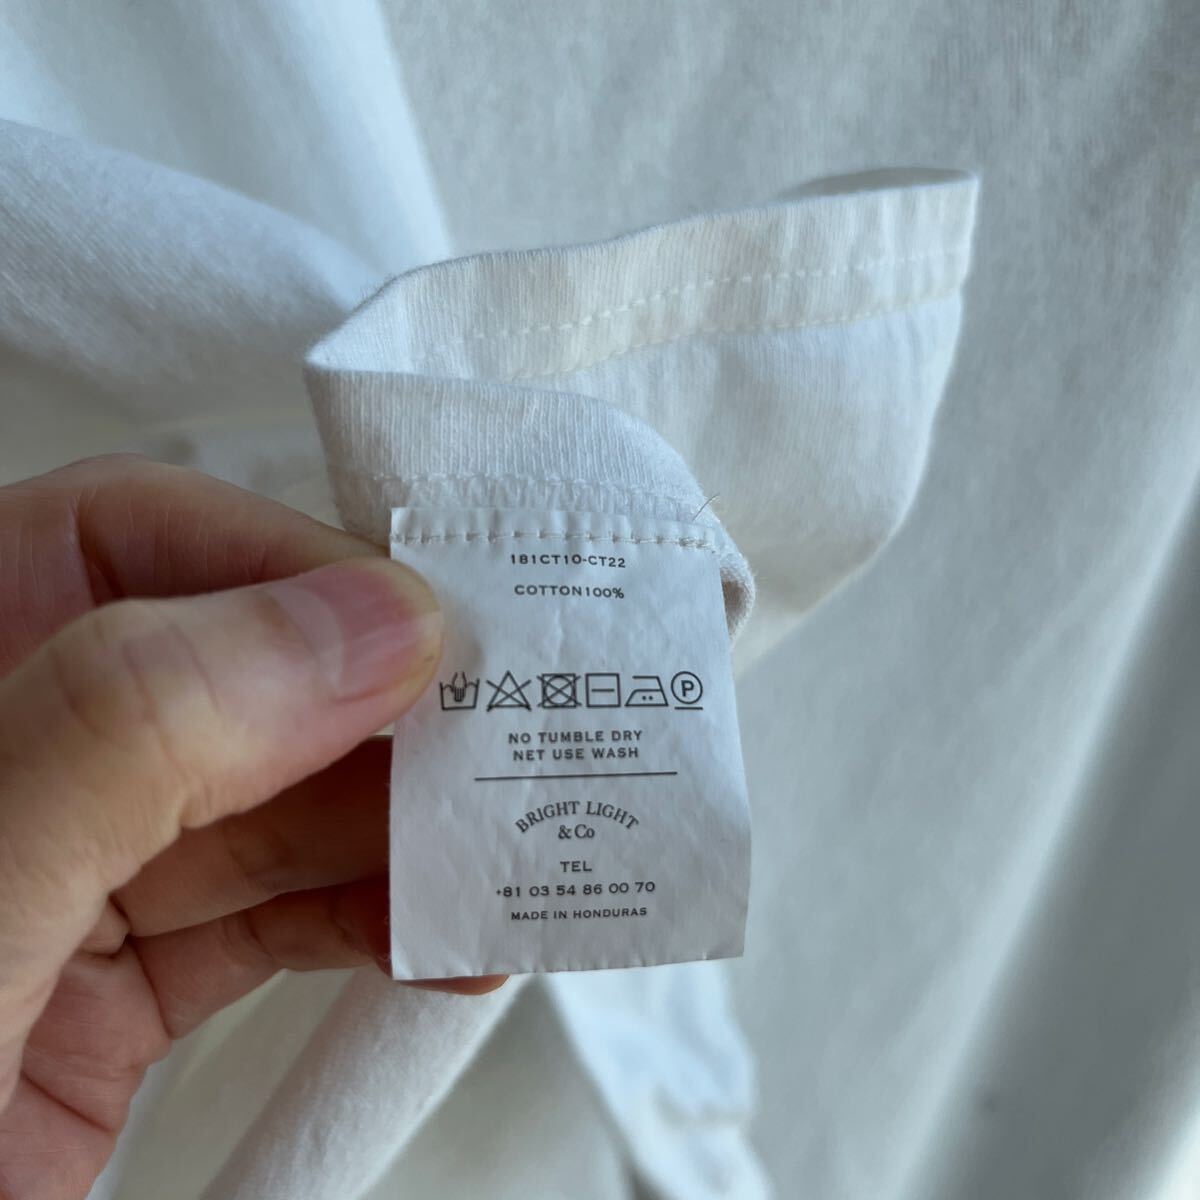 181CT10-CT22
COTTON100%
P
NO TUMBLE DRY
NET USE WASH
BRIGHT LIGHT
& Co
TEL
+81 03 54 86 00 70
MADE IN HONDURAS